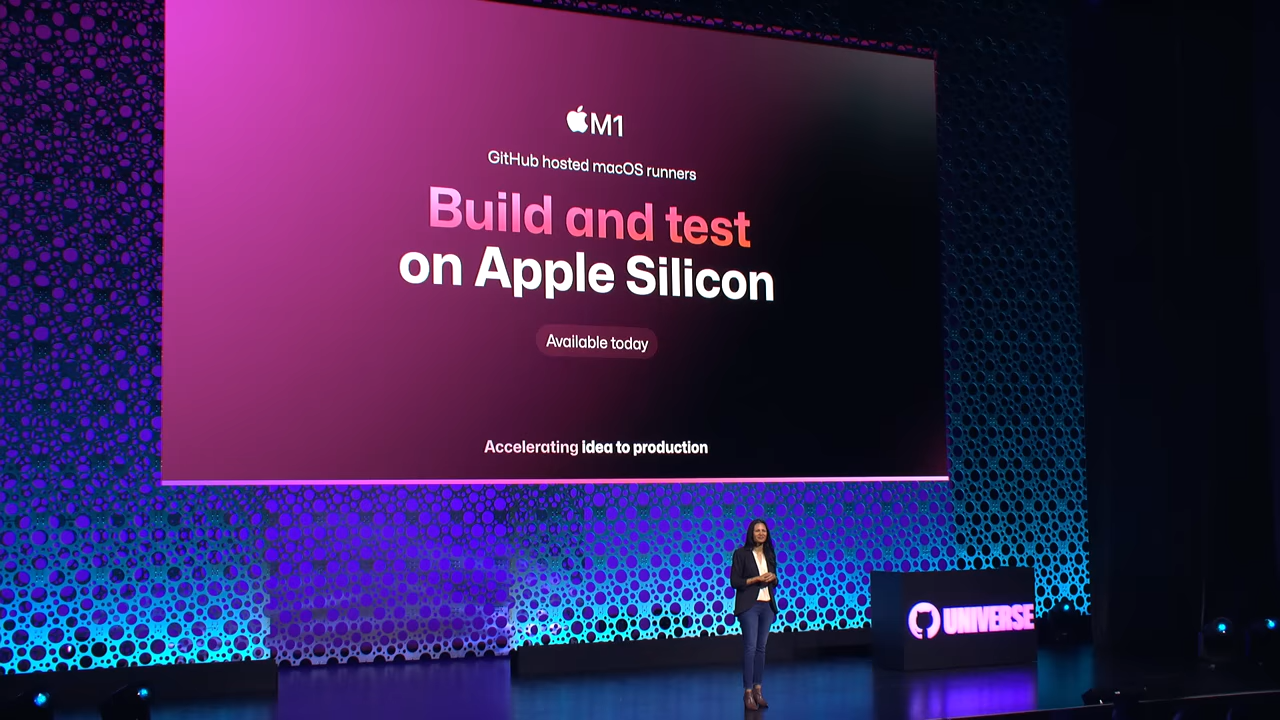 M1
GitHub hosted macOS runners
Build and test
on Apple Silicon
Available today
Accelerating idea to production
UNIVERSE